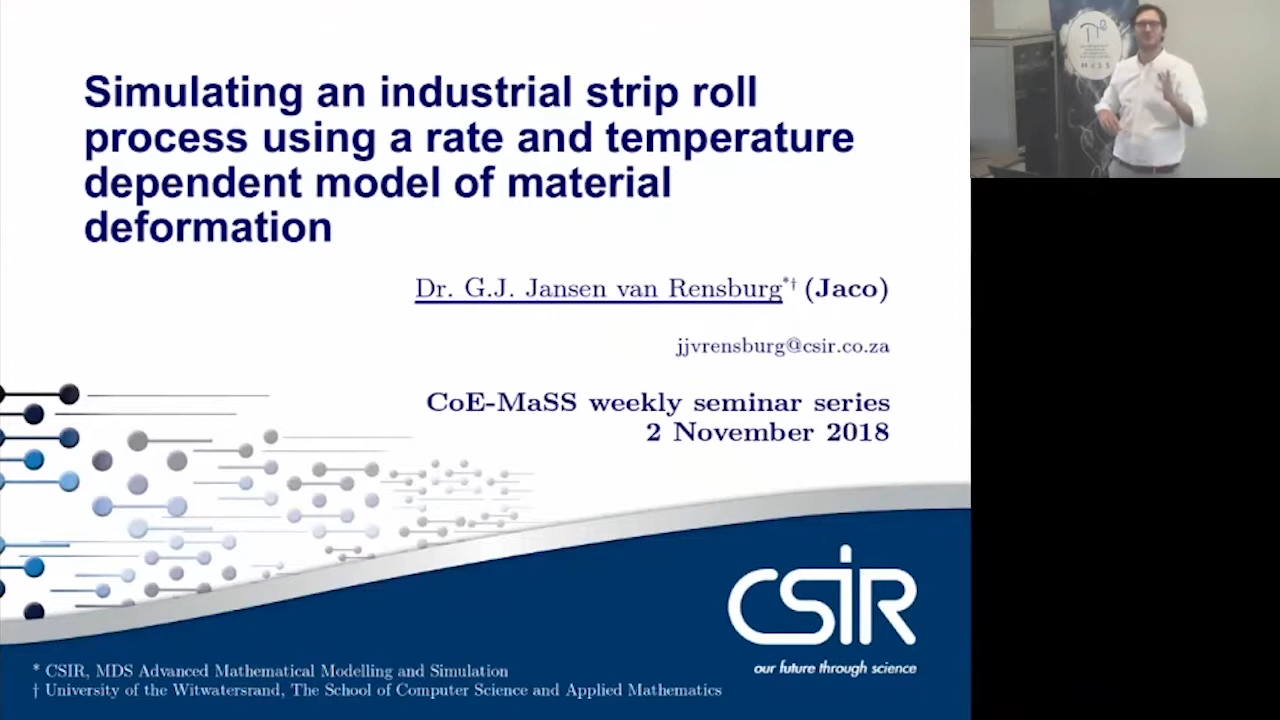 Simulating an industrial strip roll
process using a rate and temperature
dependent model of material
deformation
Dr. G.J. Jansen van Rensburg*† (Jaco)
jjvrensburg@csir.co.za
CoE-MaSS weekly seminar series
2 November 2018
CSIR
our future through science
* CSIR, MDS Advanced Mathematical Modelling and Simulation
† University of the Witwatersrand, The School of Computer Science and Applied Mathematics